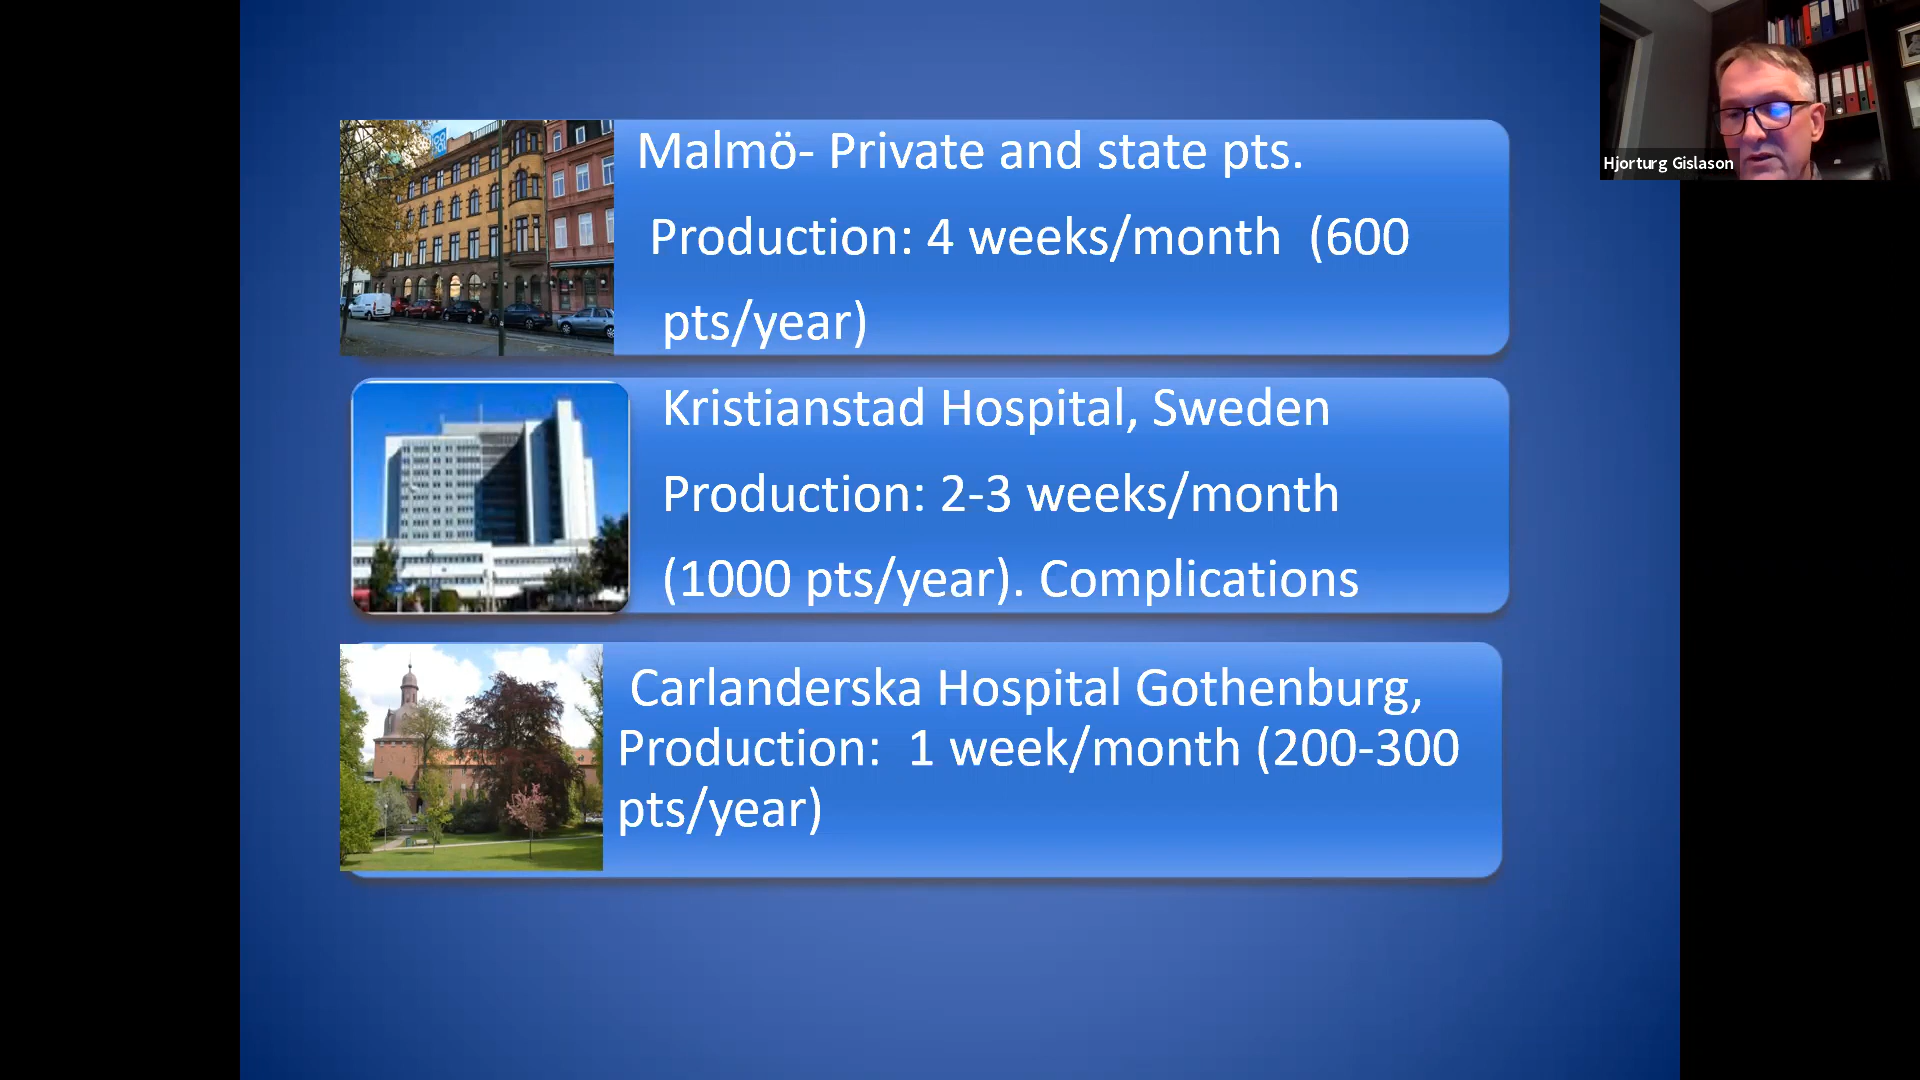 Malmö- Private and state pts.
Production: 4 weeks/month (600
pts/year)
Kristianstad Hospital, Sweden
Production: 2-3 weeks/month
(1000 pts/year). Complications
Carlanderska Hospital Gothenburg,
Production: 1 week/month (200-300
pts/year)
Hjorturg Gislason